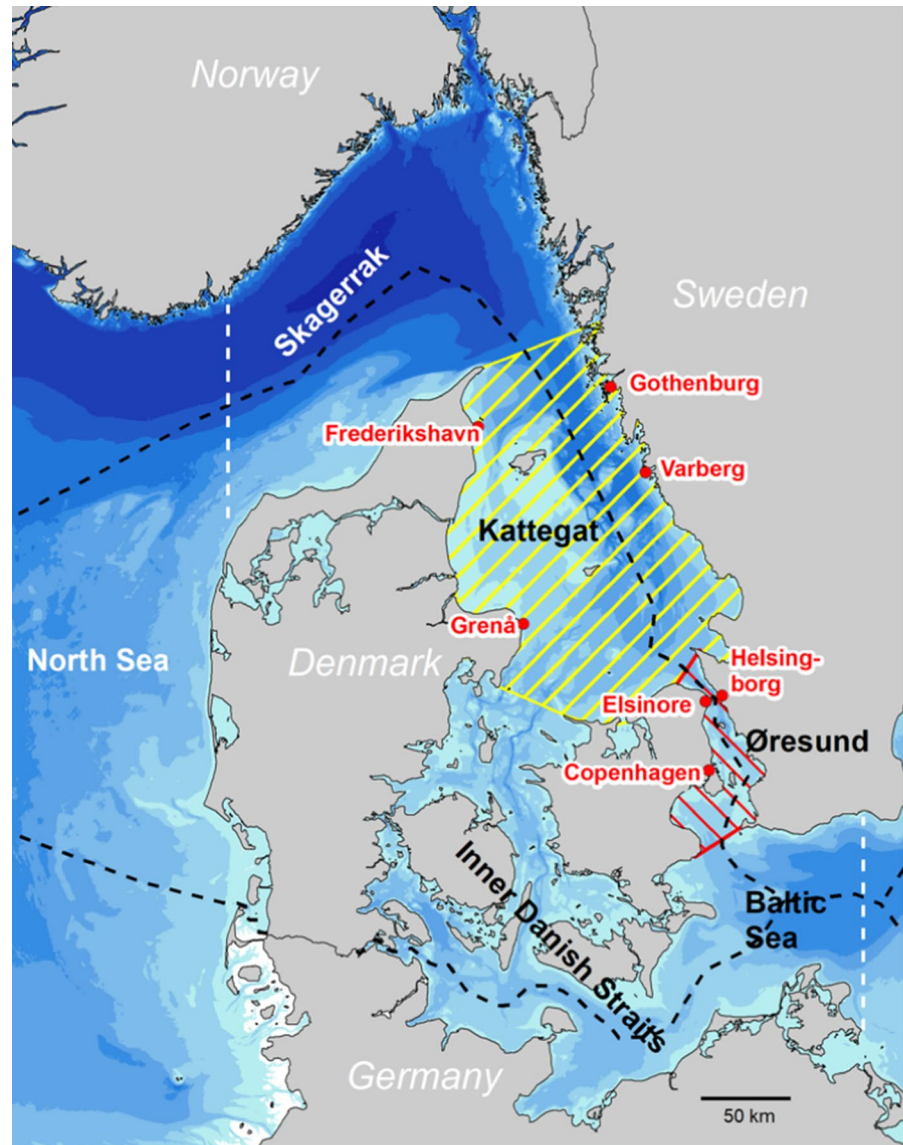 Norway
Skagerrak
Sweden
Gothenburg
Frederikshavn
Varberg
Kattegat
Grenå
North Sea
Denmark
Helsing-
borg
Elsinore
Øresund
Copenhagen
Inner Danish Straits
Baltic
Sea
Germany
50 km